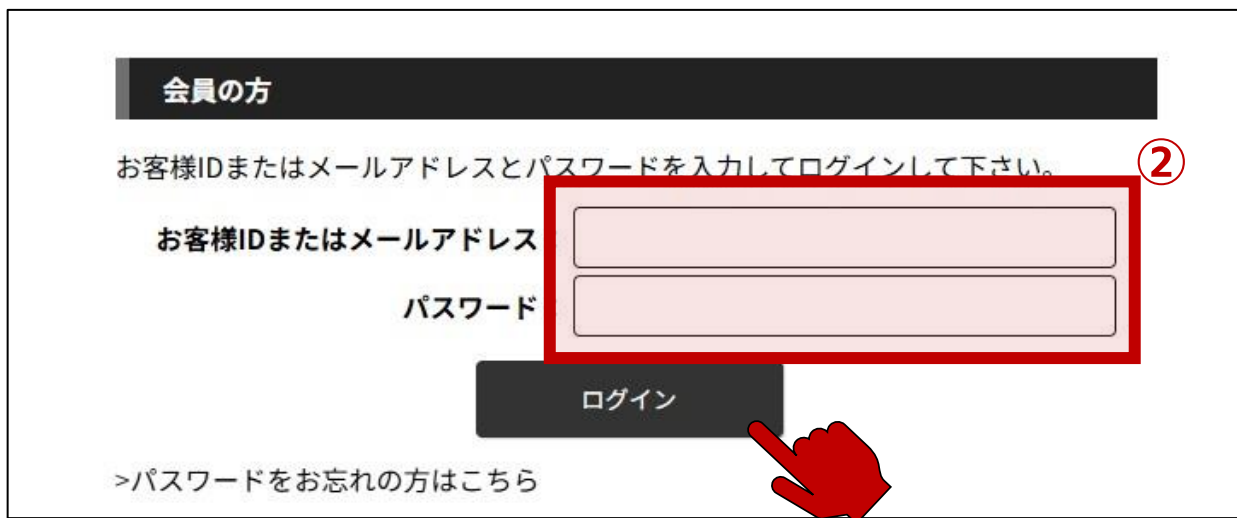 会員の方
お客様IDまたはメールアドレスとパスワードを入力してログインして下さい。
②
お客様IDまたはメールアドレス
パスワード
ログイン
>パスワードをお忘れの方はこちら